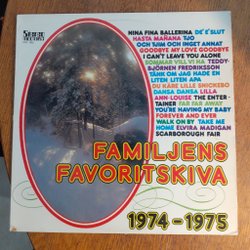 NINA FINA BALLERINA DE' É' SLUT
HASTA MAÑANA TJO
OCH TJIM OCH INGET ANNAT
GOODBYE MY LOVE GOODBYE
I CAN'T LEAVE YOU ALONE
SOMMAR VILL VI HA TEDDY-
BJÖRNEN FREDRIKSSON
TÄNK OM JAG HADE EN
LITEN LITEN APA
DU KÄRE LILLE SNICKEBO
DANSA DANSA LILLA
ANN-LOUISE THE ENTER-
TAINER FAR FAR AWAY
YOU'RE HAVING MY BABY
FOREVER AND EVER
WALK ON BY TAKE ME
HOME ELVIRA MADIGAN
SCARBOROUGH FAIR
FAMILJENS
FAVORITSKIVA
1974-1975